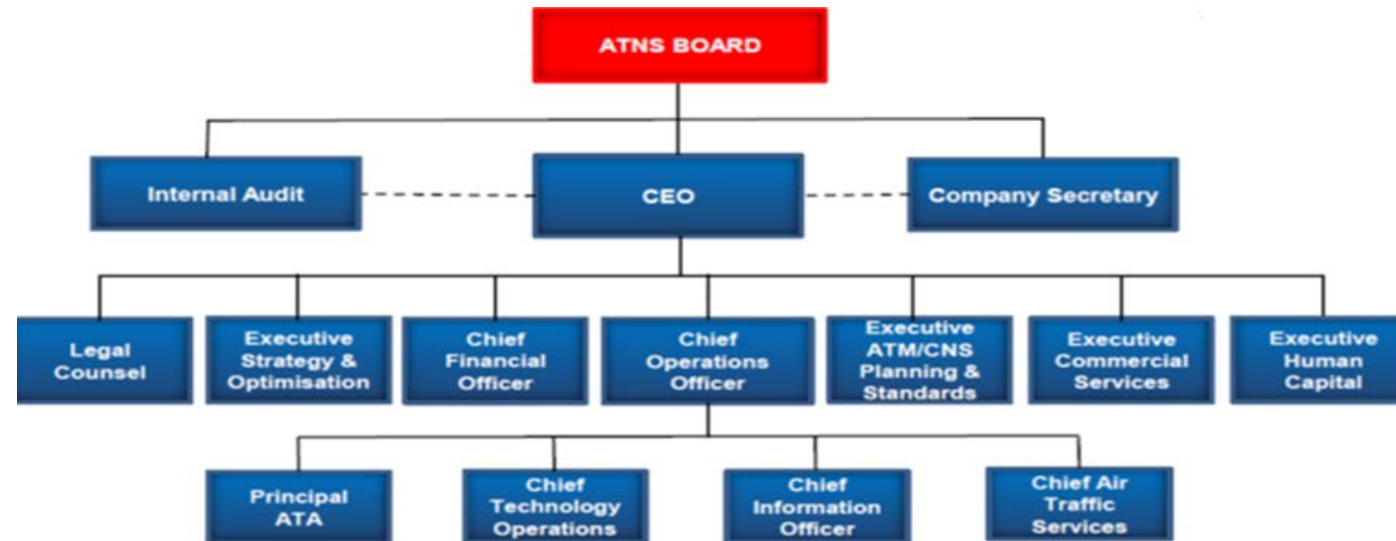 ATNS BOARD
Internal Audit
CEO
Company Secretary
Legal
Counsel
Executive
Strategy &
Optimisation
Chief
Financial
Officer
Chief
Operations
Officer
Executive
ATM/CNS
Planning &
Standards
Executive
Commercial
Services
Executive
Human
Capital
Principal
ATA
Chief
Technology
Operations
Chief
Information
Officer
Chief Air
Traffic
Services